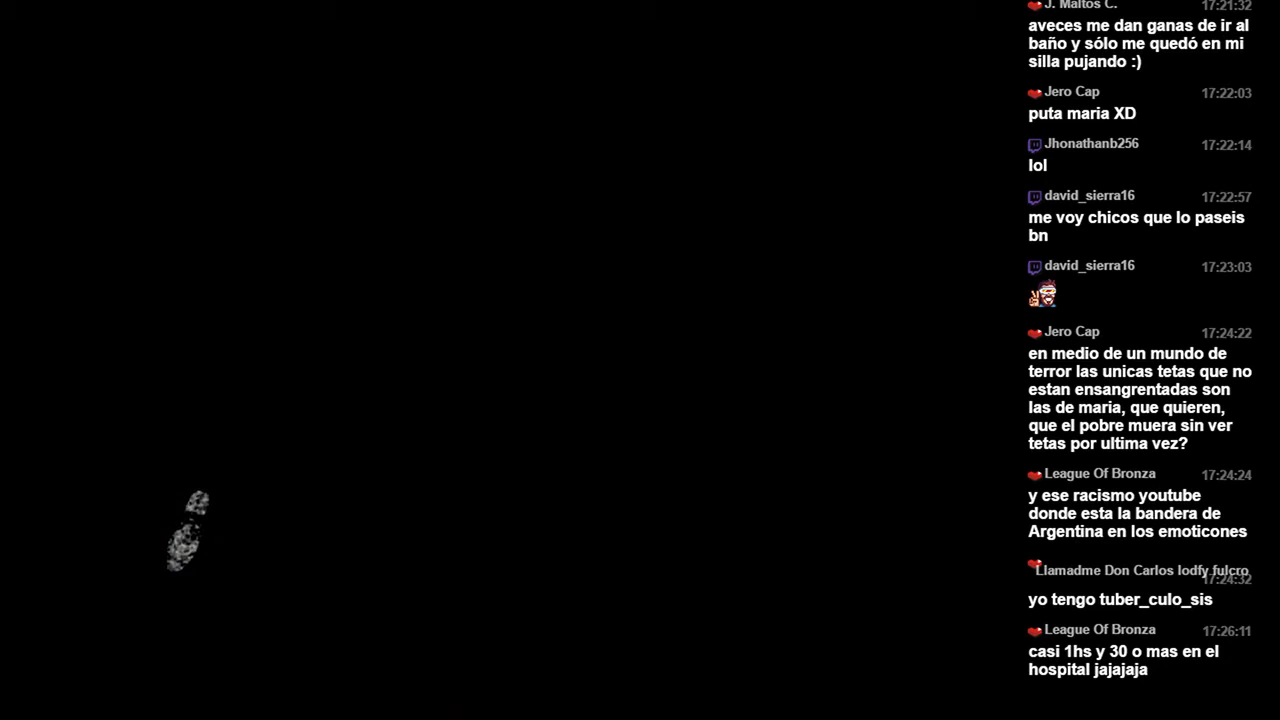 J. Maltos C. 17:21:32
aveces me dan ganas de ir al
baño y sólo me quedó en mi
silla pujando :)
Jero Cap 17:22:03
puta maria XD
Jhonathanb256 17:22:14
lol
david_sierra16 17:22:57
me voy chicos que lo paseis
bn
david_sierra16 17:23:03
Jero Cap 17:24:22
en medio de un mundo de
terror las unicas tetas que no
estan ensangrentadas son
las de maria, que quieren,
que el pobre muera sin ver
tetas por ultima vez?
League Of Bronza 17:24:24
y ese racismo youtube
donde esta la bandera de
Argentina en los emoticones
Llamadme Don Carlos lodfy fulcro
17:24:32
yo tengo tuber_culo_sis
League Of Bronza 17:26:11
casi 1hs y 30 o mas en el
hospital jajajaja